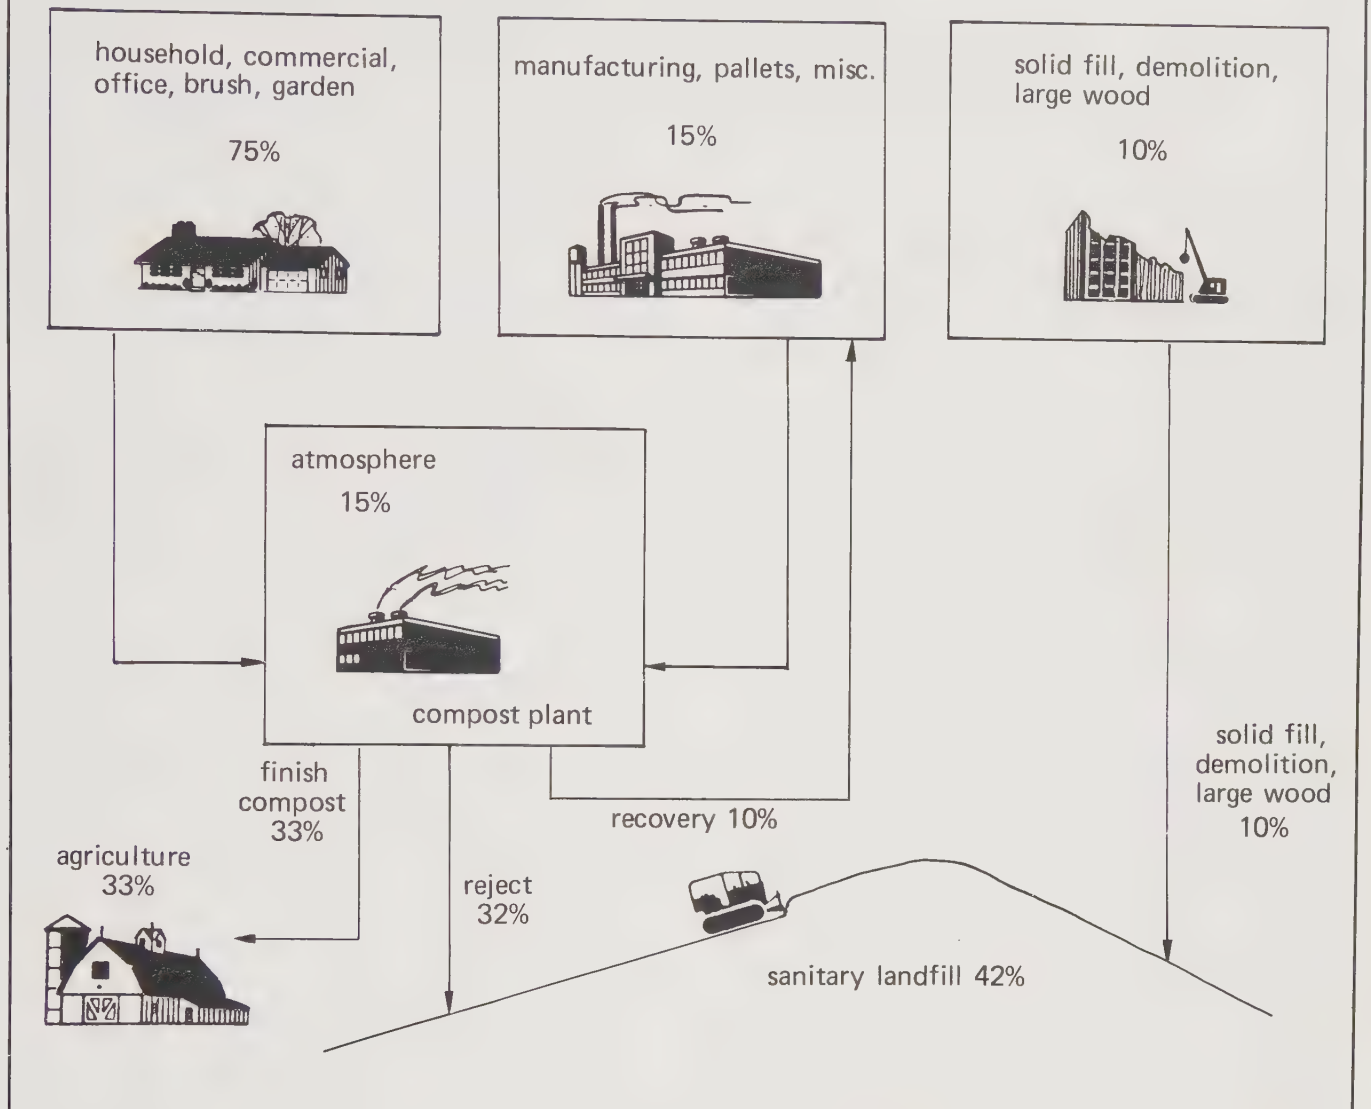 household, commercial,
office, brush, garden
75%
manufacturing, pallets, misc.
15%
solid fill, demolition,
large wood
10%
atmosphere
15%
compost plant
finish
compost
33%
recovery 10%
solid fill,
demolition,
large wood
10%
agriculture
33%
reject
32%
sanitary landfill 42%